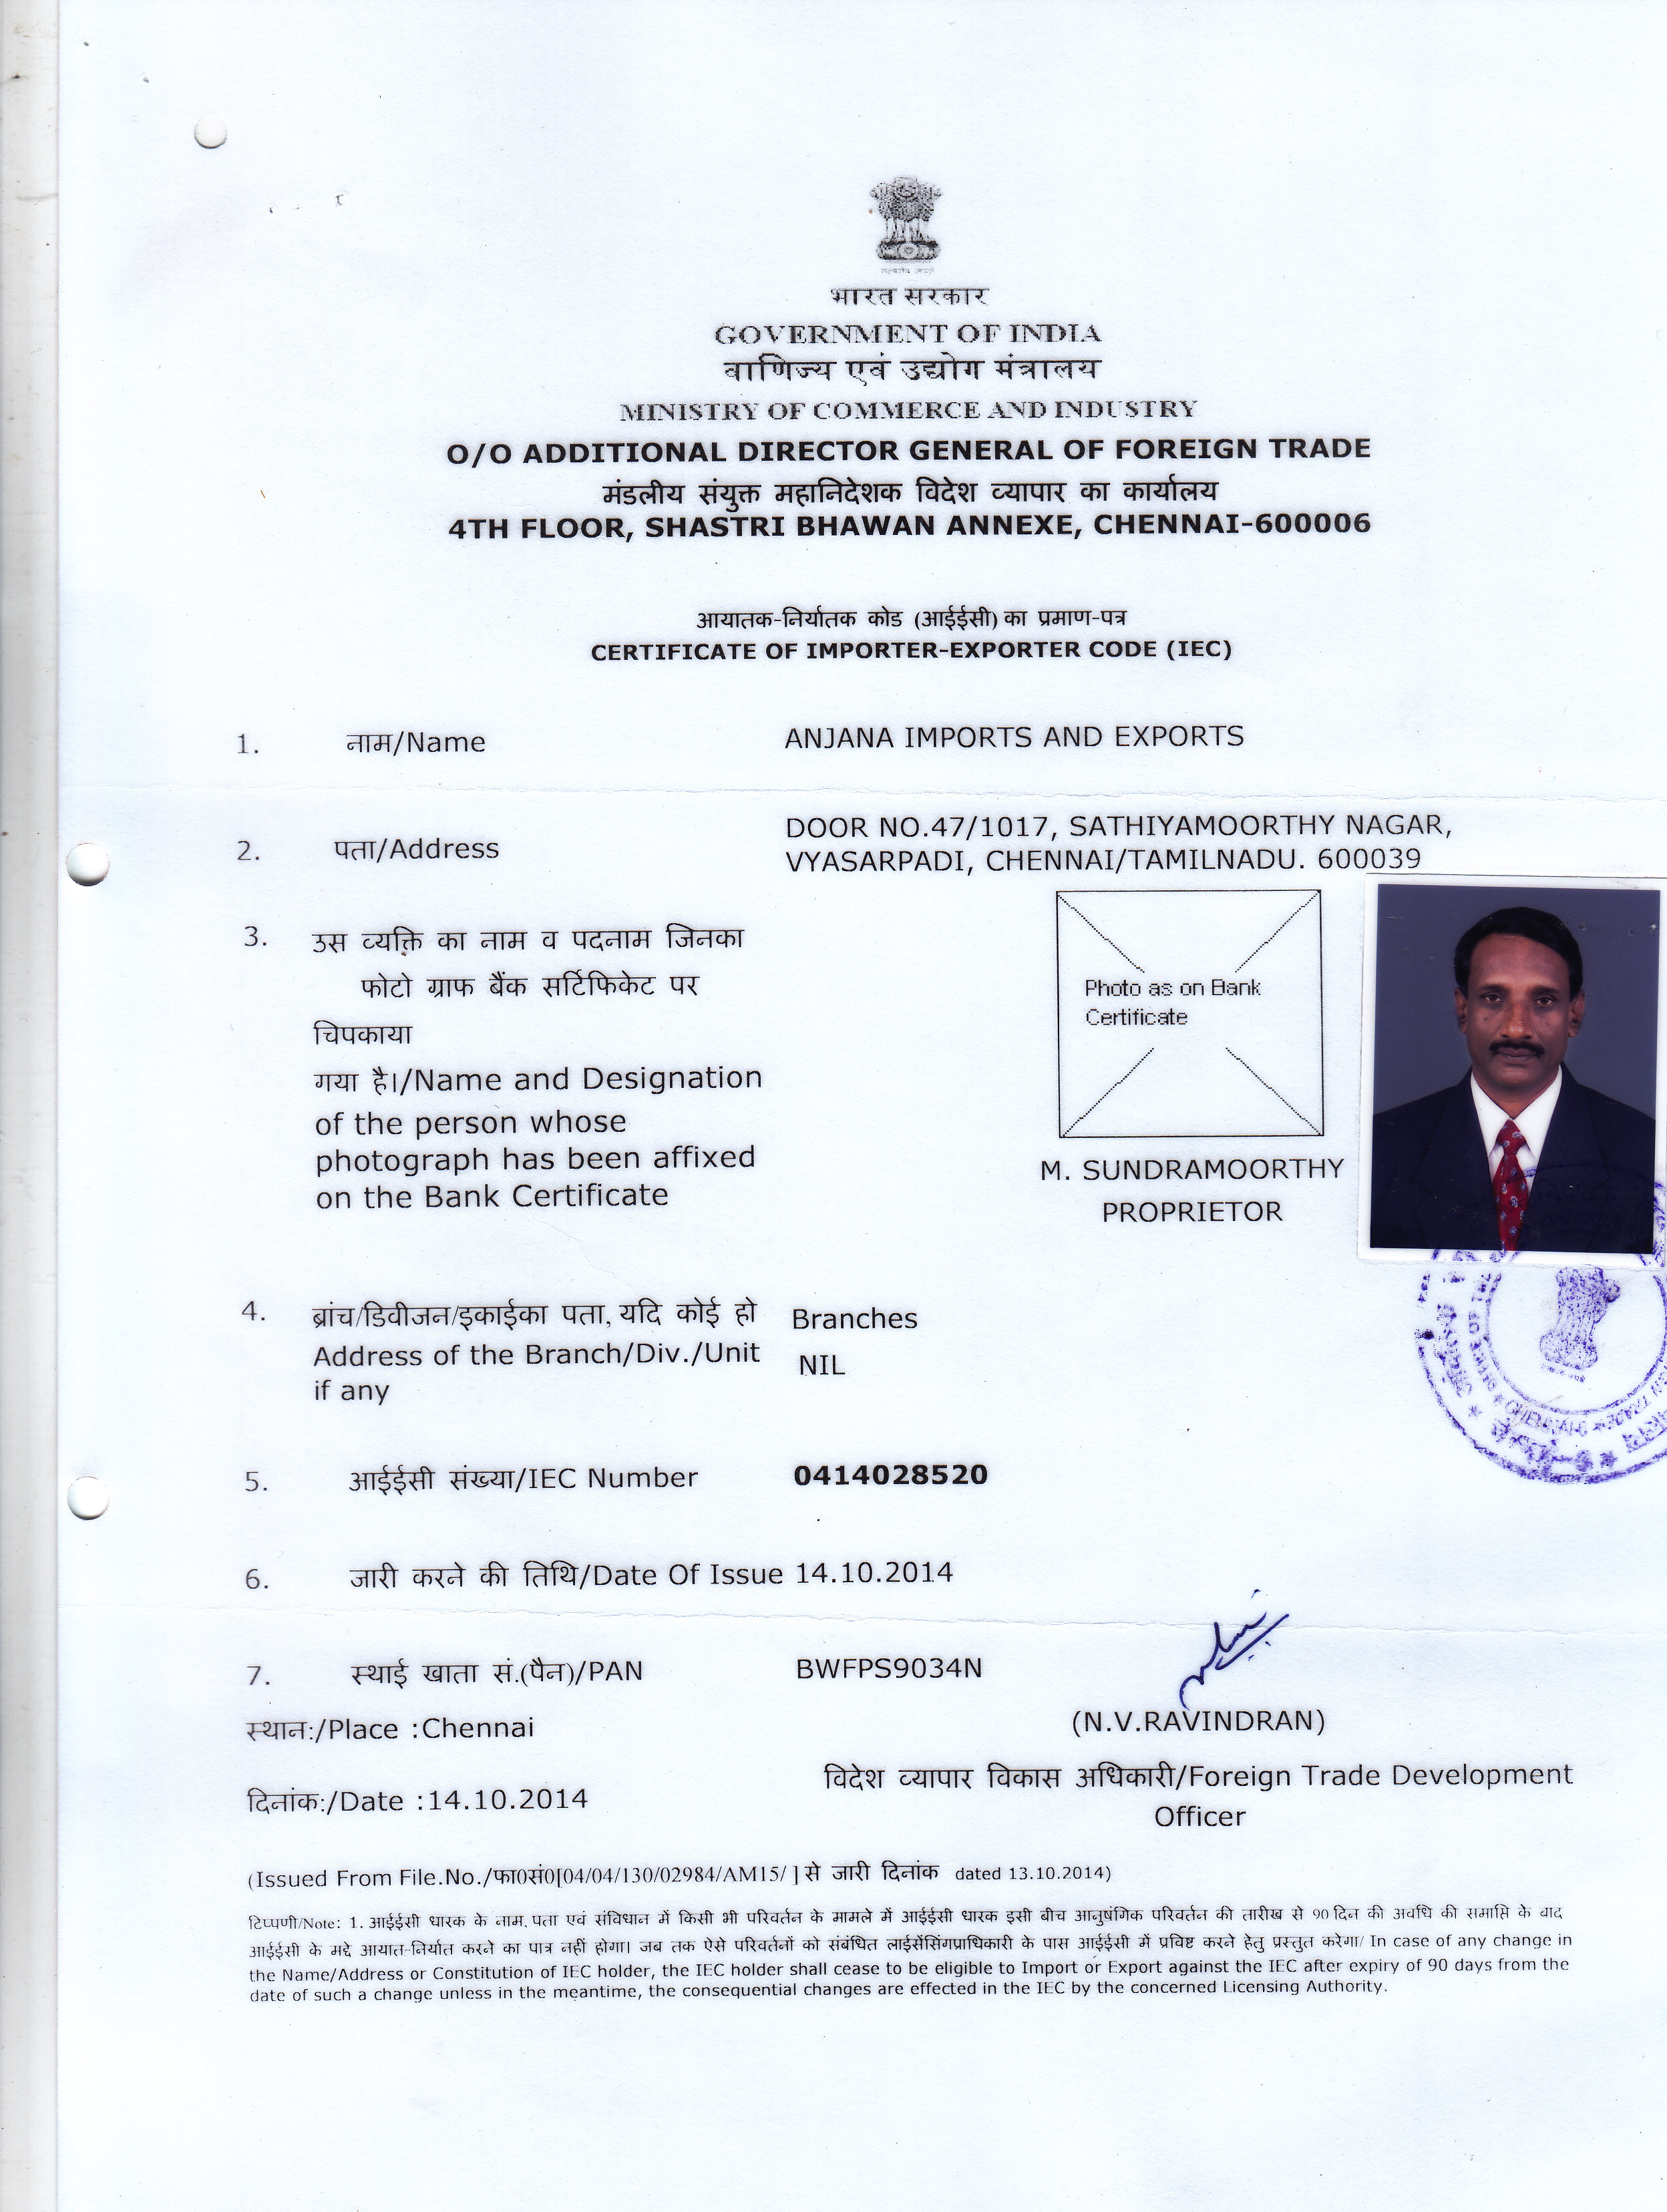 भारत सरकार
GOVERNMENT OF INDIA
वाणिज्य एवं उद्योग मंत्रालय
MINISTRY OF COMMERCE AND INDUSTRY
O/O ADDITIONAL DIRECTOR GENERAL OF FOREIGN TRADE
मंडलीय संयुक्त महानिदेशक विदेश व्यापार का कार्यालय
4TH FLOOR, SHASTRI BHAWAN ANNEXE, CHENNAI-600006
आयातक-निर्यातक कोड (आईईसी) का प्रमाण-पत्र
CERTIFICATE OF IMPORTER-EXPORTER CODE (IEC)
1. नाम/Name ANJANA IMPORTS AND EXPORTS
2. पता/Address DOOR NO.47/1017, SATHIYAMOORTHY NAGAR,
VYASARPADI, CHENNAI/TAMILNADU. 600039
3. उस व्यक्ति का नाम व पदनाम जिनका
फोटो ग्राफ बैंक सर्टिफिकेट पर
चिपकाया
गया है।/Name and Designation
of the person whose
photograph has been affixed
on the Bank Certificate
Photo as on Bank
Certificate
M. SUNDRAMOORTHY
PROPRIETOR
4. ब्रांच/डिवीजन/इकाईका पता, यदि कोई हो Branches
Address of the Branch/Div./Unit NIL
if any
5. आईईसी संख्या/IEC Number 0414028520
6. जारी करने की तिथि/Date Of Issue 14.10.2014
7. स्थाई खाता सं.(पैन)/PAN BWFPS9034N
स्थान:/Place :Chennai (N.V.RAVINDRAN)
विदेश व्यापार विकास अधिकारी/Foreign Trade Development
Officer
दिनांक:/Date :14.10.2014
(Issued From File.No./फा0सं0[04/04/130/02984/AM15/ ] से जारी दिनांक dated 13.10.2014)
टिप्पणी/Note: 1. आईईसी धारक के नाम, पता एवं संविधान में किसी भी परिवर्तन के मामले में आईईसी धारक इसी बीच आनुषंगिक परिवर्तन की तारीख से 90 दिन की अवधि की समाप्ति के बाद
आईईसी के मद्दे आयात-निर्यात करने का पात्र नहीं होगा। जब तक ऐसे परिवर्तनों को संबंधित लाईसेंसिंगप्राधिकारी के पास आईईसी में प्रविष्ट करने हेतु प्रस्तुत करेगा/ In case of any change in
the Name/Address or Constitution of IEC holder, the IEC holder shall cease to be eligible to Import or Export against the IEC after expiry of 90 days from the
date of such a change unless in the meantime, the consequential changes are effected in the IEC by the concerned Licensing Authority.